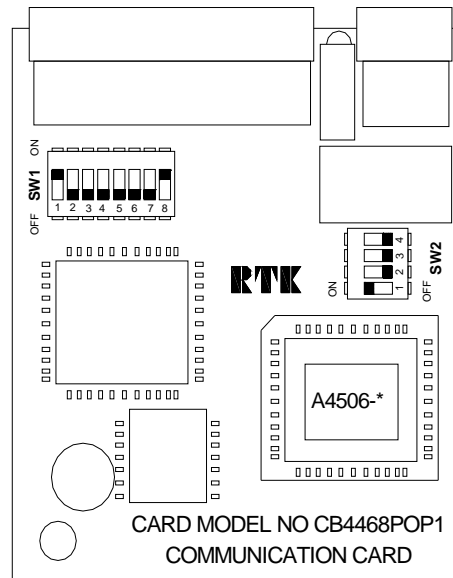 ON
SW1
OFF
1 2 3 4 5 6 7 8
RTK
ON
4
3
2
1
SW2
OFF
A4506-*
CARD MODEL NO CB4468POP1
COMMUNICATION CARD